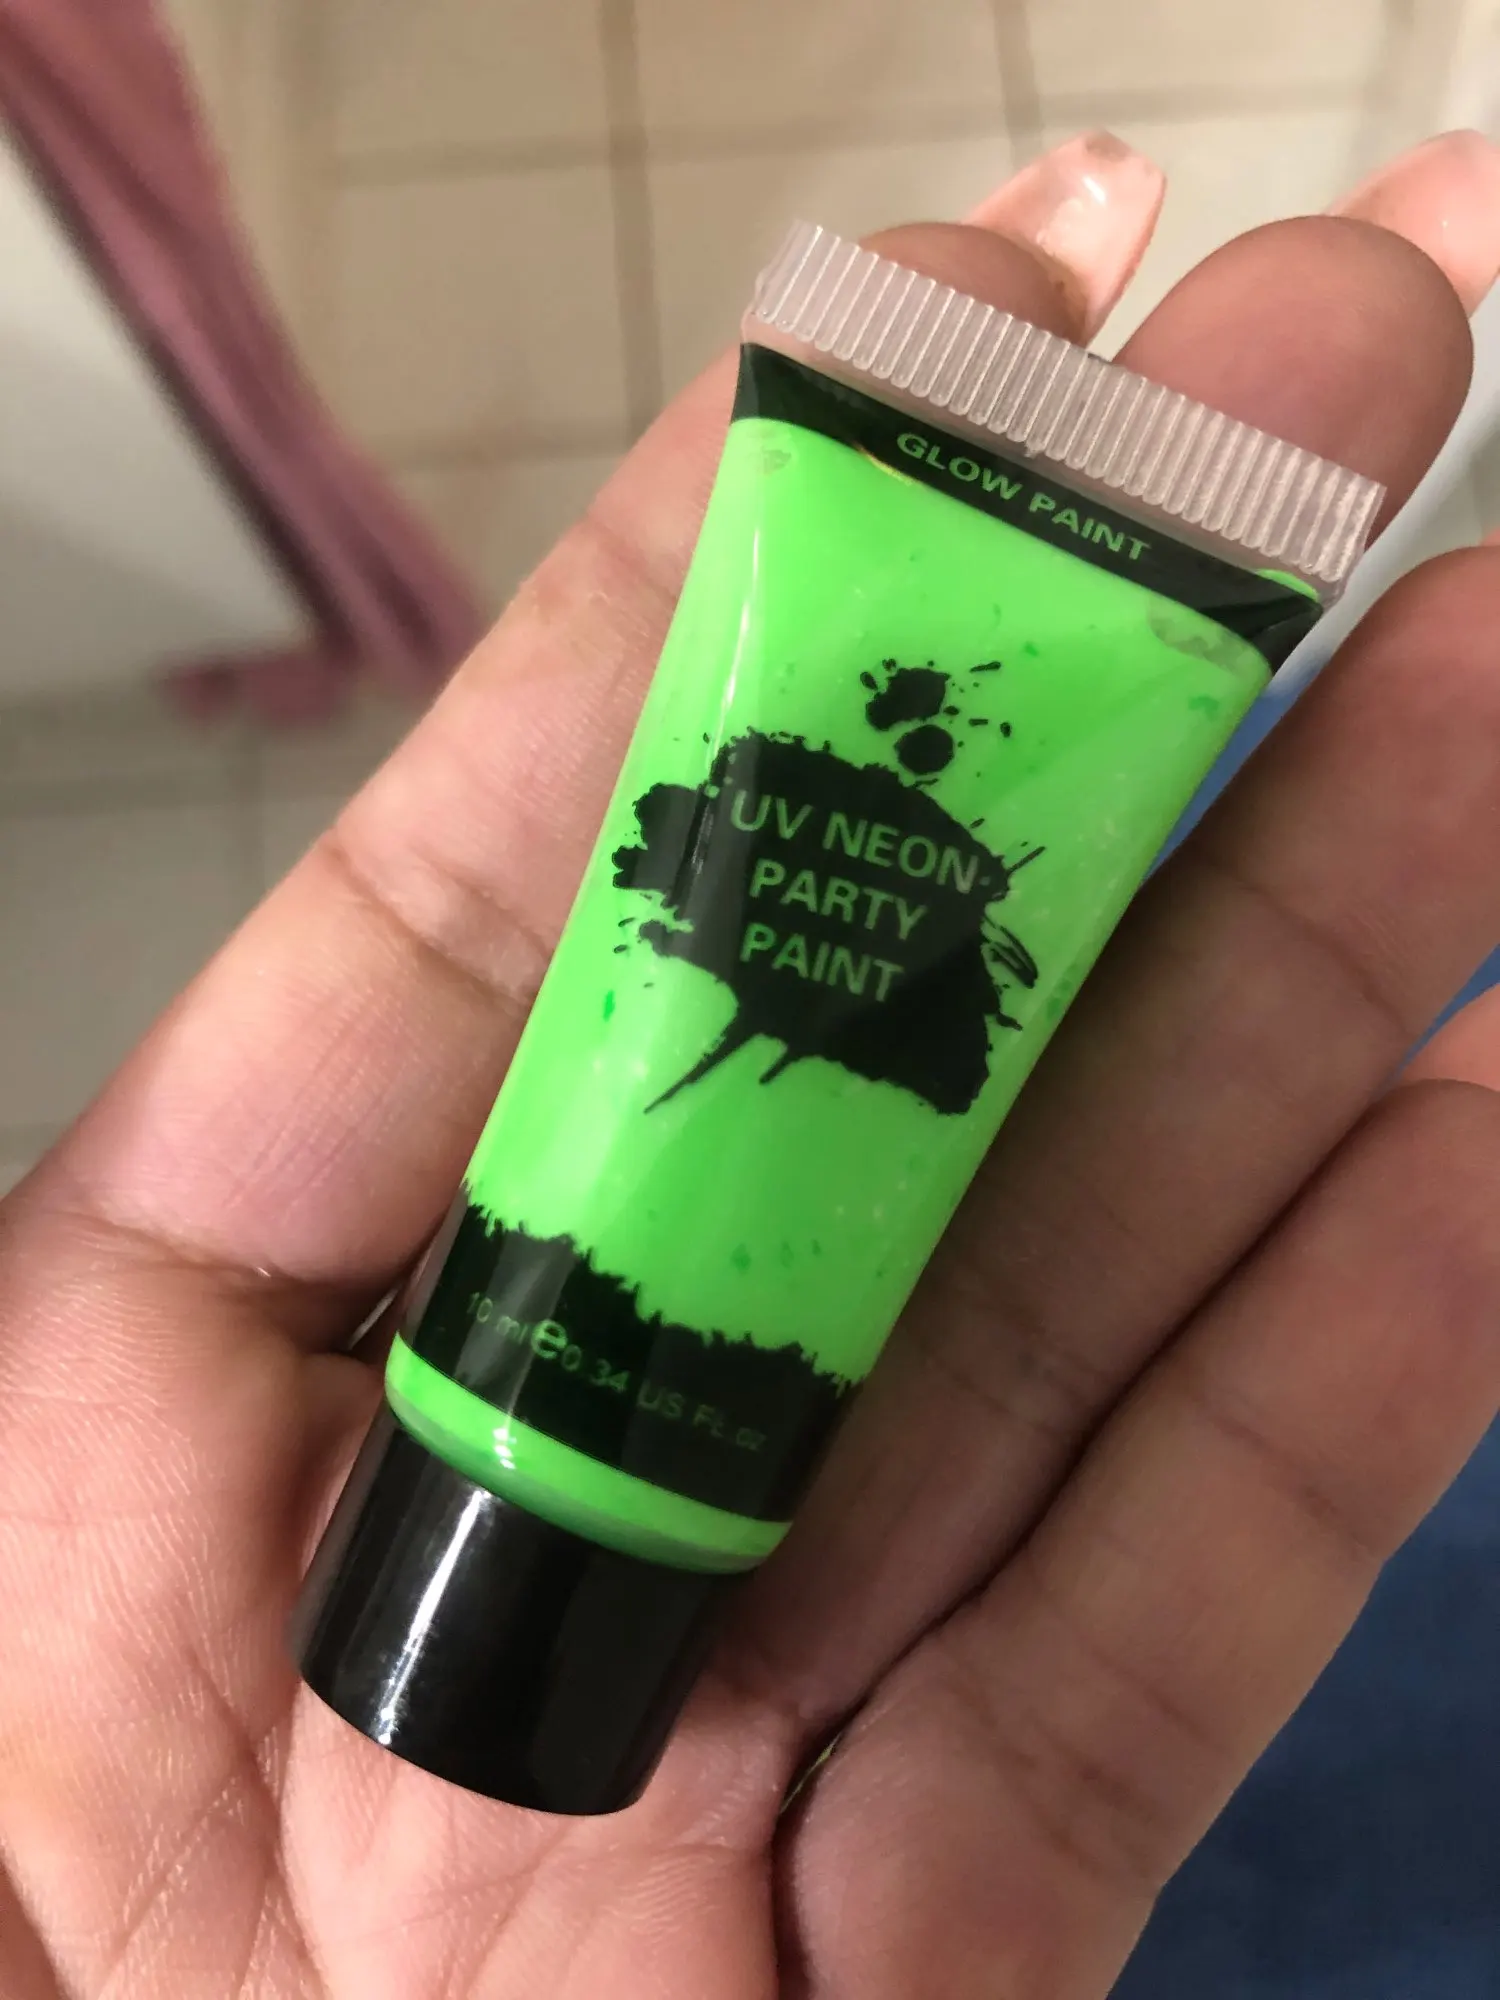 GLOW PAINT
UV NEON
PARTY
PAINT
10 ml e 0.34 US FL.oz